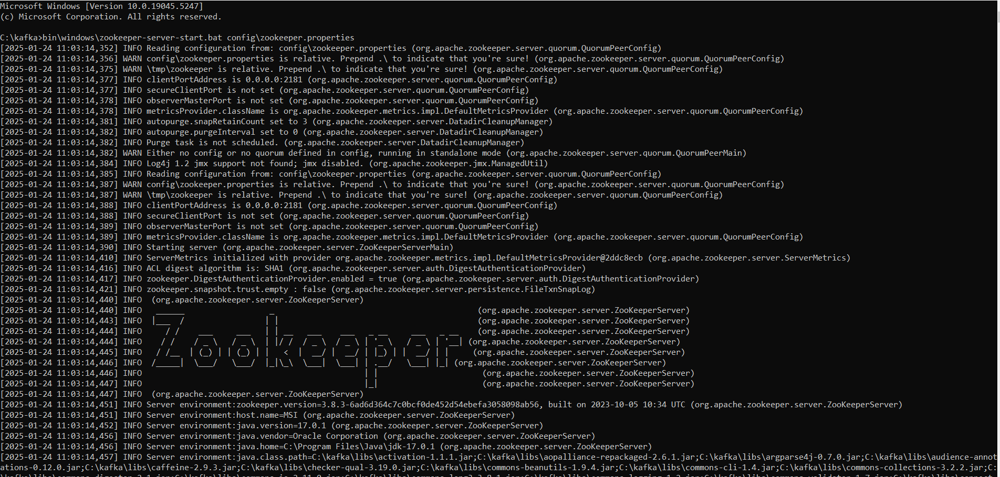 Microsoft Windows [Version 10.0.19045.5247]
(c) Microsoft Corporation. All rights reserved.

C:\kafka>bin\windows\zookeeper-server-start.bat config\zookeeper.properties
[2025-01-24 11:03:14,352] INFO Reading configuration from: config\zookeeper.properties (org.apache.zookeeper.server.quorum.QuorumPeerConfig)
[2025-01-24 11:03:14,356] WARN config\zookeeper.properties is relative. Prepend .\ to indicate that you're sure! (org.apache.zookeeper.server.quorum.QuorumPeerConfig)
[2025-01-24 11:03:14,375] WARN \tmp\zookeeper is relative. Prepend .\ to indicate that you're sure! (org.apache.zookeeper.server.quorum.QuorumPeerConfig)
[2025-01-24 11:03:14,377] INFO clientPortAddress is 0.0.0.0:2181 (org.apache.zookeeper.server.quorum.QuorumPeerConfig)
[2025-01-24 11:03:14,377] INFO secureClientPort is not set (org.apache.zookeeper.server.quorum.QuorumPeerConfig)
[2025-01-24 11:03:14,378] INFO observerMasterPort is not set (org.apache.zookeeper.server.quorum.QuorumPeerConfig)
[2025-01-24 11:03:14,378] INFO metricsProvider.className is org.apache.zookeeper.metrics.impl.DefaultMetricsProvider (org.apache.zookeeper.server.quorum.QuorumPeerConfig)
[2025-01-24 11:03:14,381] INFO autopurge.snapRetainCount set to 3 (org.apache.zookeeper.server.DatadirCleanupManager)
[2025-01-24 11:03:14,382] INFO autopurge.purgeInterval set to 0 (org.apache.zookeeper.server.DatadirCleanupManager)
[2025-01-24 11:03:14,382] INFO Purge task is not scheduled. (org.apache.zookeeper.server.DatadirCleanupManager)
[2025-01-24 11:03:14,382] WARN Either no config or no quorum defined in config, running in standalone mode (org.apache.zookeeper.server.quorum.QuorumPeerMain)
[2025-01-24 11:03:14,384] INFO Log4j 1.2 jmx support not found; jmx disabled. (org.apache.zookeeper.jmx.ManagedUtil)
[2025-01-24 11:03:14,385] INFO Reading configuration from: config\zookeeper.properties (org.apache.zookeeper.server.quorum.QuorumPeerConfig)
[2025-01-24 11:03:14,387] WARN config\zookeeper.properties is relative. Prepend .\ to indicate that you're sure! (org.apache.zookeeper.server.quorum.QuorumPeerConfig)
[2025-01-24 11:03:14,387] WARN \tmp\zookeeper is relative. Prepend .\ to indicate that you're sure! (org.apache.zookeeper.server.quorum.QuorumPeerConfig)
[2025-01-24 11:03:14,388] INFO clientPortAddress is 0.0.0.0:2181 (org.apache.zookeeper.server.quorum.QuorumPeerConfig)
[2025-01-24 11:03:14,388] INFO secureClientPort is not set (org.apache.zookeeper.server.quorum.QuorumPeerConfig)
[2025-01-24 11:03:14,389] INFO observerMasterPort is not set (org.apache.zookeeper.server.quorum.QuorumPeerConfig)
[2025-01-24 11:03:14,389] INFO metricsProvider.className is org.apache.zookeeper.metrics.impl.DefaultMetricsProvider (org.apache.zookeeper.server.quorum.QuorumPeerConfig)
[2025-01-24 11:03:14,390] INFO Starting server (org.apache.zookeeper.server.ZooKeeperServerMain)
[2025-01-24 11:03:14,410] INFO ServerMetrics initialized with provider org.apache.zookeeper.metrics.impl.DefaultMetricsProvider@2ddc8ecb (org.apache.zookeeper.server.ServerMetrics)
[2025-01-24 11:03:14,416] INFO ACL digest algorithm is: SHA1 (org.apache.zookeeper.server.auth.DigestAuthenticationProvider)
[2025-01-24 11:03:14,417] INFO zookeeper.DigestAuthenticationProvider.enabled = true (org.apache.zookeeper.server.auth.DigestAuthenticationProvider)
[2025-01-24 11:03:14,421] INFO zookeeper.snapshot.trust.empty : false (org.apache.zookeeper.server.persistence.FileTxnSnapLog)
[2025-01-24 11:03:14,440] INFO  (org.apache.zookeeper.server.ZooKeeperServer)
[2025-01-24 11:03:14,440] INFO   ______                  _                                           (org.apache.zookeeper.server.ZooKeeperServer)
[2025-01-24 11:03:14,443] INFO  |___  /                 | |                                          (org.apache.zookeeper.server.ZooKeeperServer)
[2025-01-24 11:03:14,444] INFO     / /    ___     ___   | | __   ___    ___   _ __     ___   _ __    (org.apache.zookeeper.server.ZooKeeperServer)
[2025-01-24 11:03:14,444] INFO    / /    / _ \   / _ \  | |/ /  / _ \  / _ \ | '_ \   / _ \ | '__| (org.apache.zookeeper.server.ZooKeeperServer)
[2025-01-24 11:03:14,445] INFO   / /__  | (_) | | (_) | |   <  |  __/ |  __/ | |_) | |  __/ | |     (org.apache.zookeeper.server.ZooKeeperServer)
[2025-01-24 11:03:14,446] INFO  /_____|  \___/   \___/  |_|\_\  \___|  \___| | .__/   \___| |_| (org.apache.zookeeper.server.ZooKeeperServer)
[2025-01-24 11:03:14,446] INFO                                               | |                      (org.apache.zookeeper.server.ZooKeeperServer)
[2025-01-24 11:03:14,447] INFO                                               |_|                      (org.apache.zookeeper.server.ZooKeeperServer)
[2025-01-24 11:03:14,447] INFO  (org.apache.zookeeper.server.ZooKeeperServer)
[2025-01-24 11:03:14,451] INFO Server environment:zookeeper.version=3.8.3-6ad6d364c7c0bcf0de452d54ebefa3058098ab56, built on 2023-10-05 10:34 UTC (org.apache.zookeeper.server.ZooKeeperServer)
[2025-01-24 11:03:14,451] INFO Server environment:host.name=MSI (org.apache.zookeeper.server.ZooKeeperServer)
[2025-01-24 11:03:14,452] INFO Server environment:java.version=17.0.1 (org.apache.zookeeper.server.ZooKeeperServer)
[2025-01-24 11:03:14,456] INFO Server environment:java.vendor=Oracle Corporation (org.apache.zookeeper.server.ZooKeeperServer)
[2025-01-24 11:03:14,456] INFO Server environment:java.home=C:\Program Files\Java\jdk-17.0.1 (org.apache.zookeeper.server.ZooKeeperServer)
[2025-01-24 11:03:14,457] INFO Server environment:java.class.path=C:\kafka\libs\activation-1.1.1.jar;C:\kafka\libs\aopalliance-repackaged-2.6.1.jar;C:\kafka\libs\argparse4j-0.7.0.jar;C:\kafka\libs\audience-annot
ations-0.12.0.jar;C:\kafka\libs\caffeine-2.9.3.jar;C:\kafka\libs\checker-qual-3.19.0.jar;C:\kafka\libs\commons-beanutils-1.9.4.jar;C:\kafka\libs\commons-cli-1.4.jar;C:\kafka\libs\commons-collections-3.2.2.jar;C: